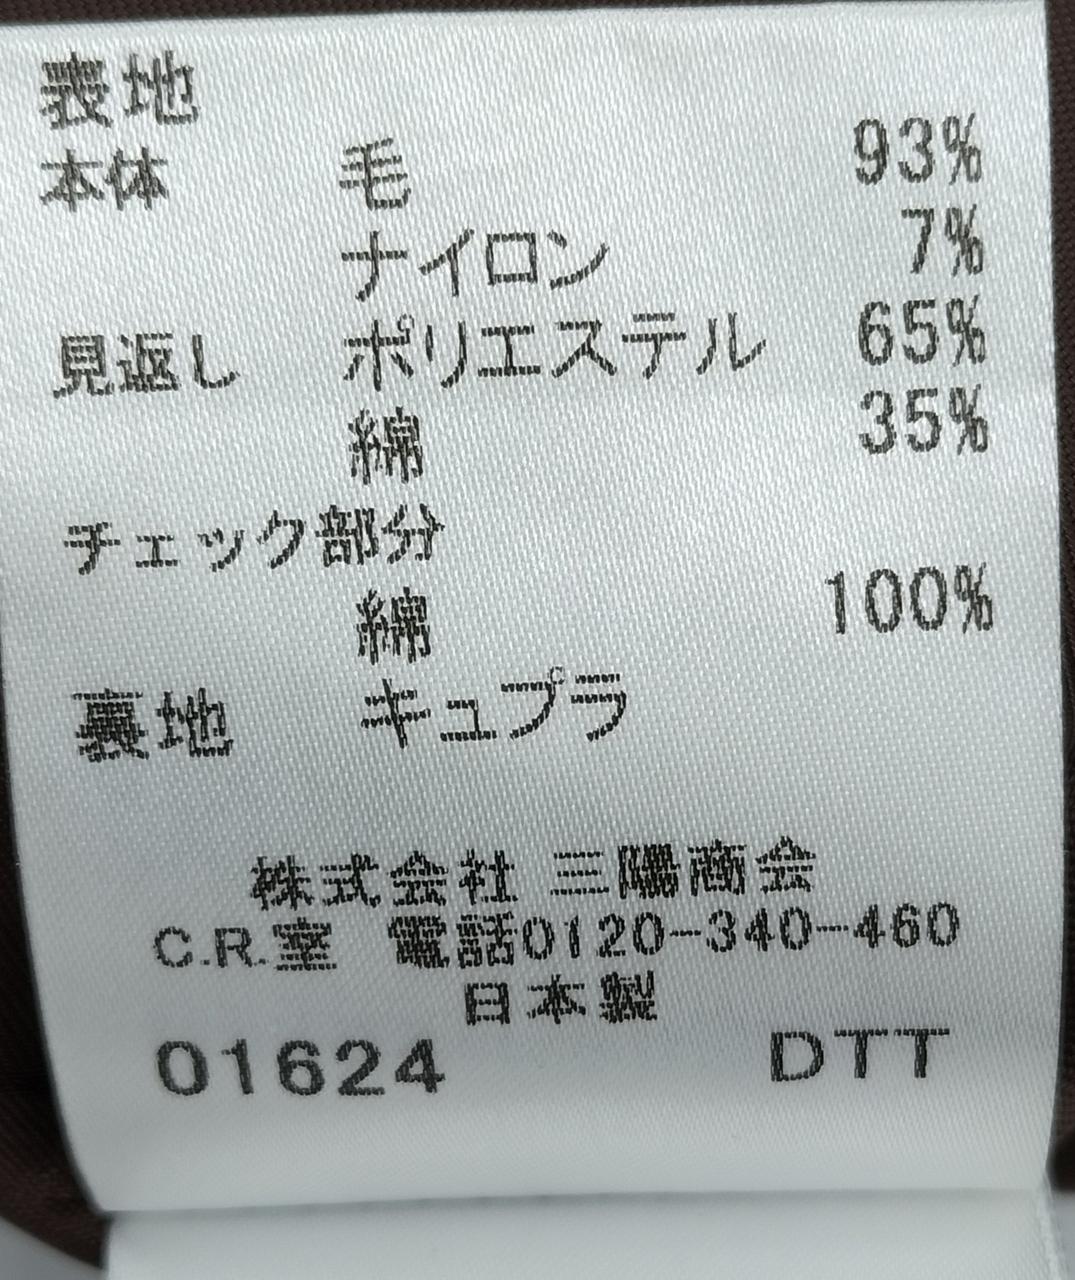 表地
本体 毛 93%
ナイロン 7%
見返し ポリエステル 65%
綿 35%
チェック部分
綿 100%
裏地 キュプラ
株式会社 三陽商会
C.R.室 電話0120-340-460
日本製
01624 DTT